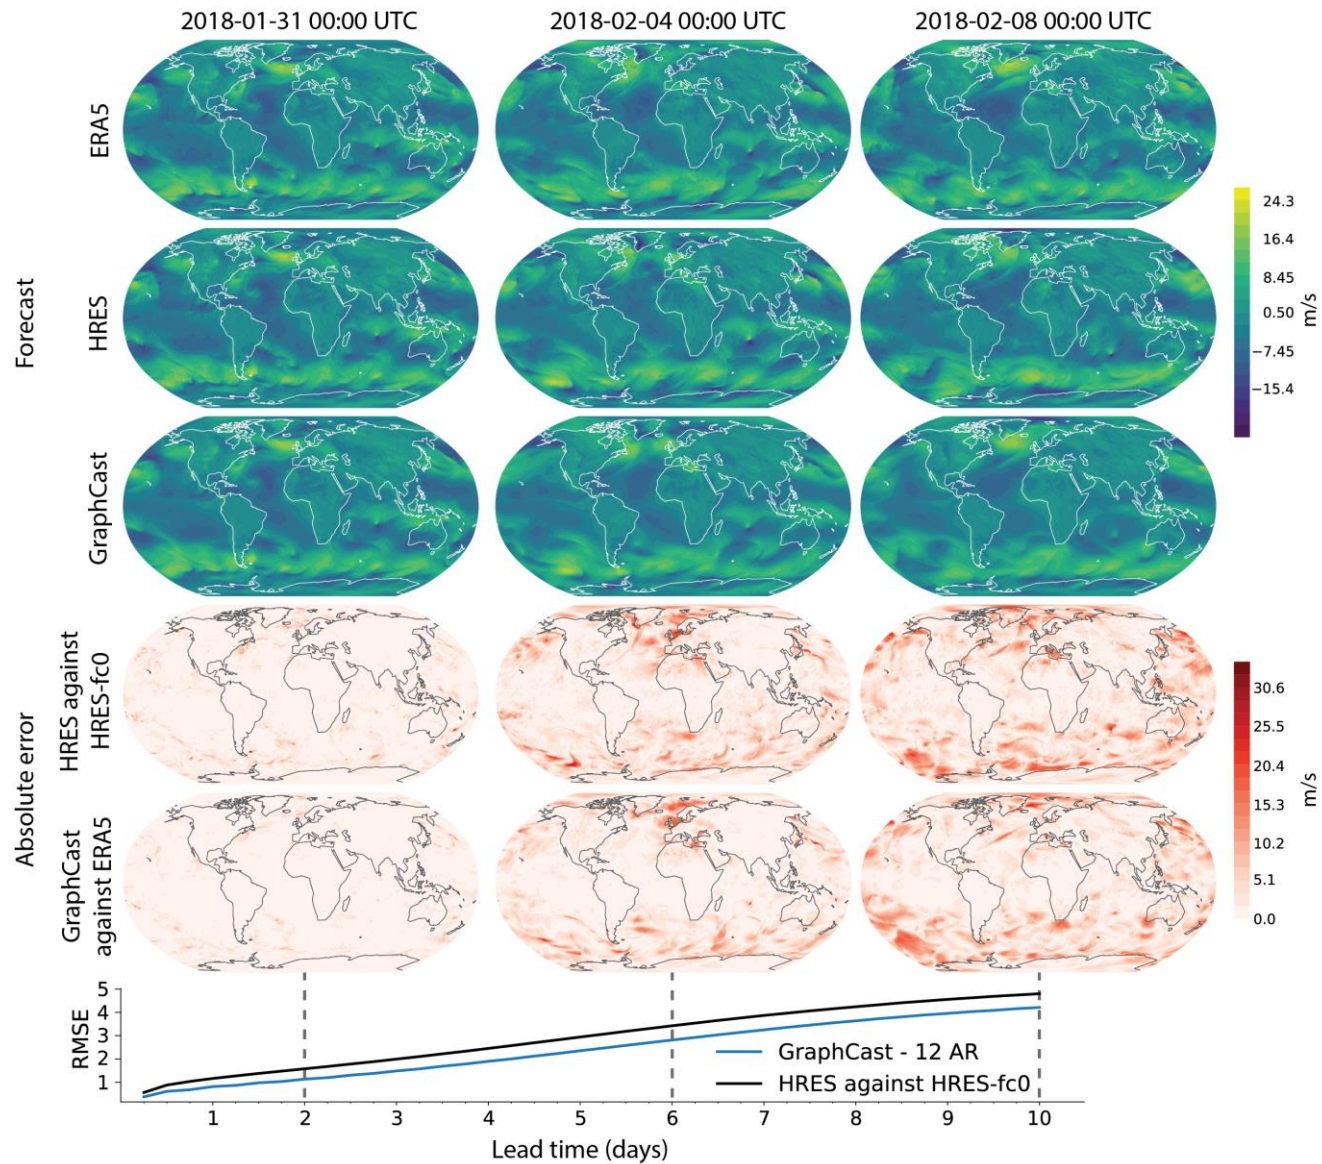 2018-01-31 00:00 UTC
2018-02-04 00:00 UTC
2018-02-08 00:00 UTC
Forecast
ERA5
HRES
GraphCast
24.3
16.4
8.45
0.50
−7.45
−15.4
m/s
Absolute error
HRES against
HRES-fc0
GraphCast
against ERA5
30.6
25.5
20.4
15.3
10.2
5.1
0.0
m/s
RMSE
5
4
3
2
1
GraphCast - 12 AR
HRES against HRES-fc0
1 2 3 4 5 6 7 8 9 10
Lead time (days)